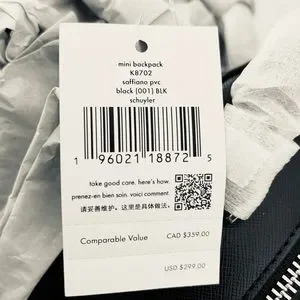 mini backpack
K8702
saffiano pvc
black (001) BLK
schuyler
1 96021 18872 5
take good care. here's how
prenez-en bien soin. voici comment.
请妥善维护。这里是具体做法。
Comparable Value CAD $359.00
USD $299.00